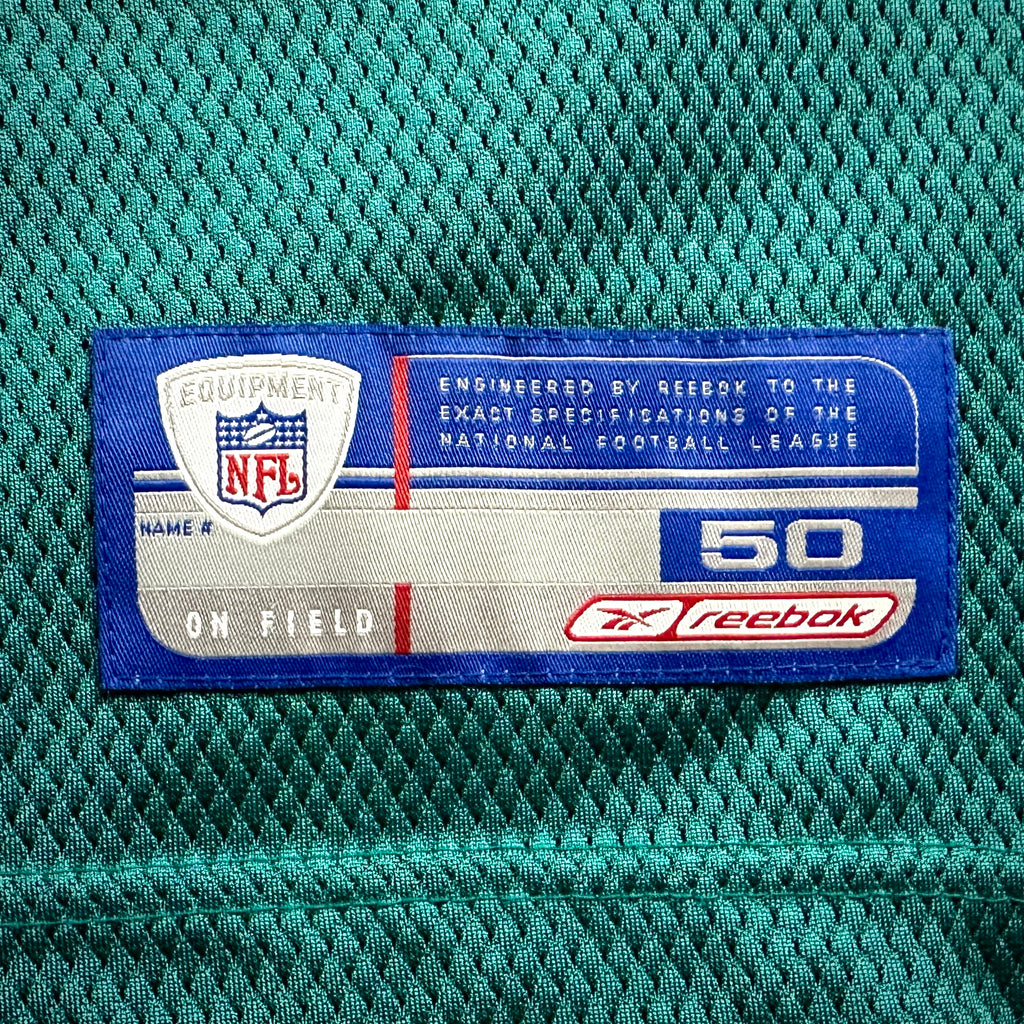 EQUIPMENT
NFL
ENGINEERED BY REEBOK TO THE
EXACT SPECIFICATIONS OF THE
NATIONAL FOOTBALL LEAGUE
NAME #
50
ON FIELD
reebok